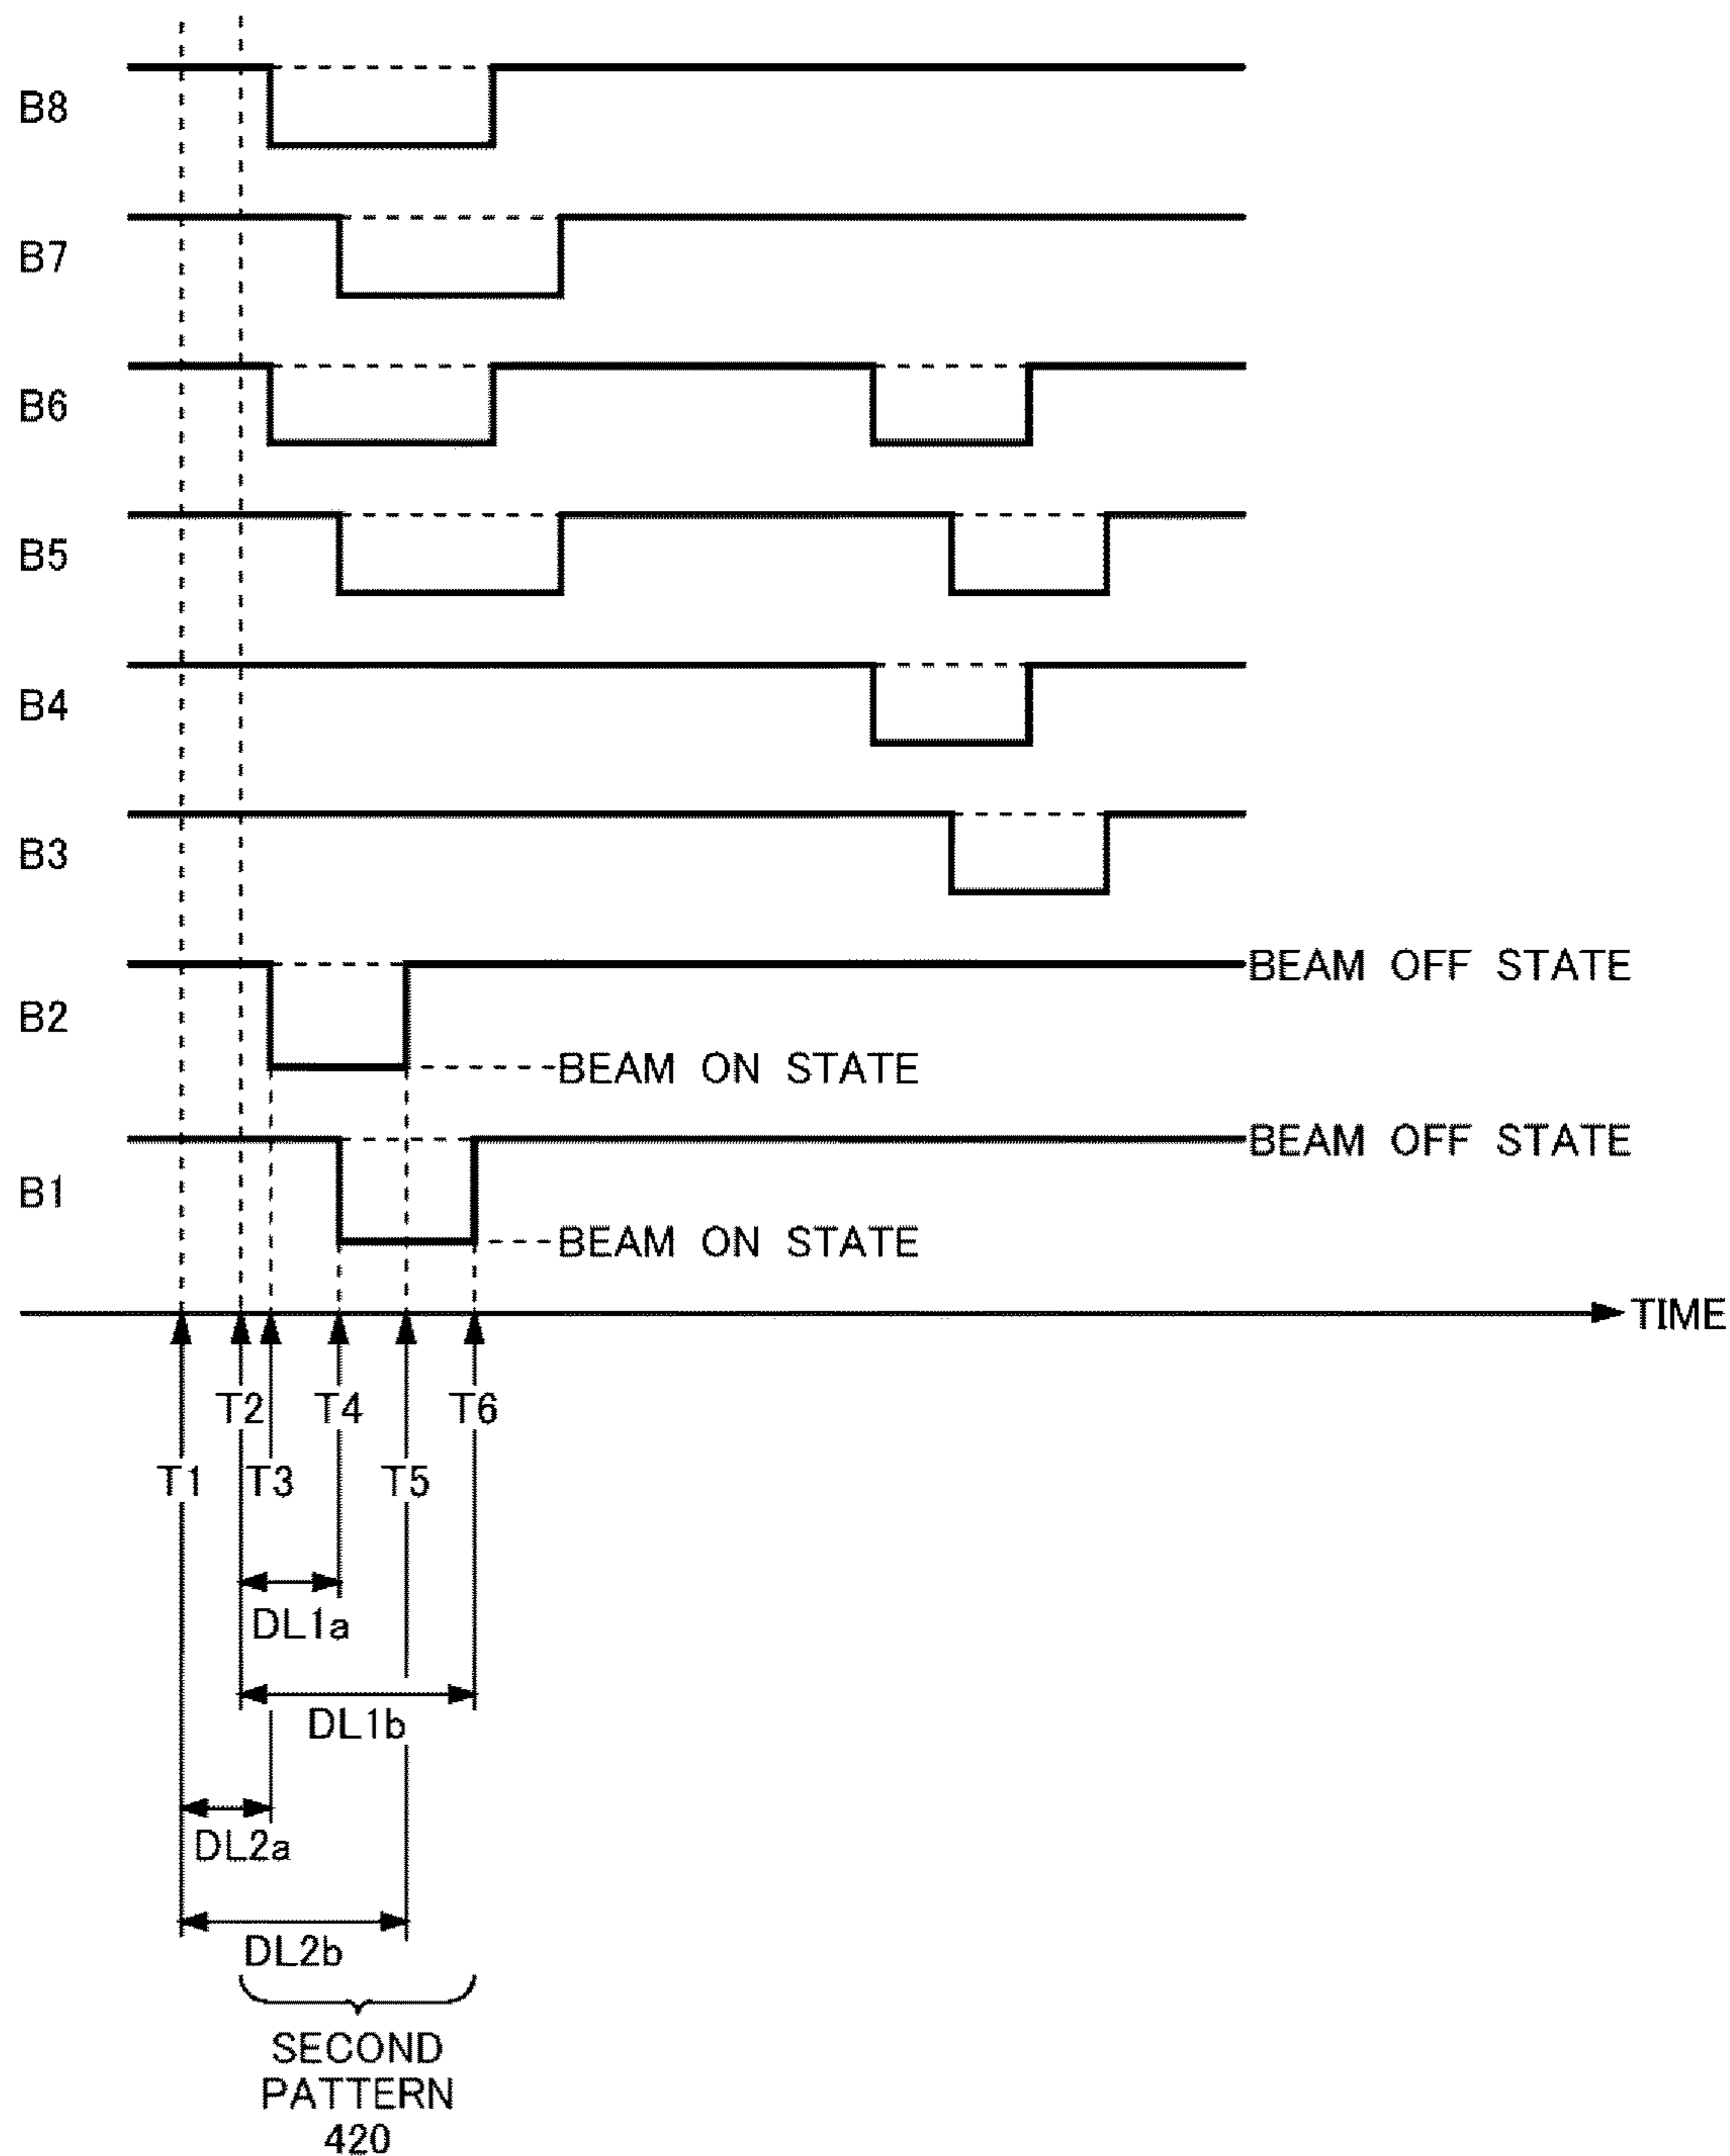 B8
B7
B6
B5
B4
B3
BEAM OFF STATE
B2
BEAM ON STATE
BEAM OFF STATE
B1
BEAM ON STATE
TIME
T2 T4 T6
T1 T3 T5
DL1a
DL1b
DL2a
DL2b
SECOND
PATTERN
420